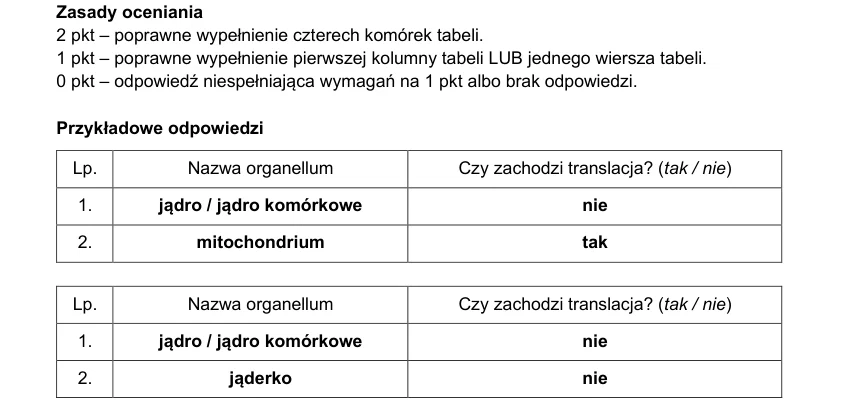 Zasady oceniania
2 pkt – poprawne wypełnienie czterech komórek tabeli.
1 pkt – poprawne wypełnienie pierwszej kolumny tabeli LUB jednego wiersza tabeli.
0 pkt – odpowiedź niespełniająca wymagań na 1 pkt albo brak odpowiedzi.
Przykładowe odpowiedzi
Lp. Nazwa organellum Czy zachodzi translacja? (tak / nie)
1. jądro / jądro komórkowe nie
2. mitochondrium tak
Lp. Nazwa organellum Czy zachodzi translacja? (tak / nie)
1. jądro / jądro komórkowe nie
2. jąderko nie